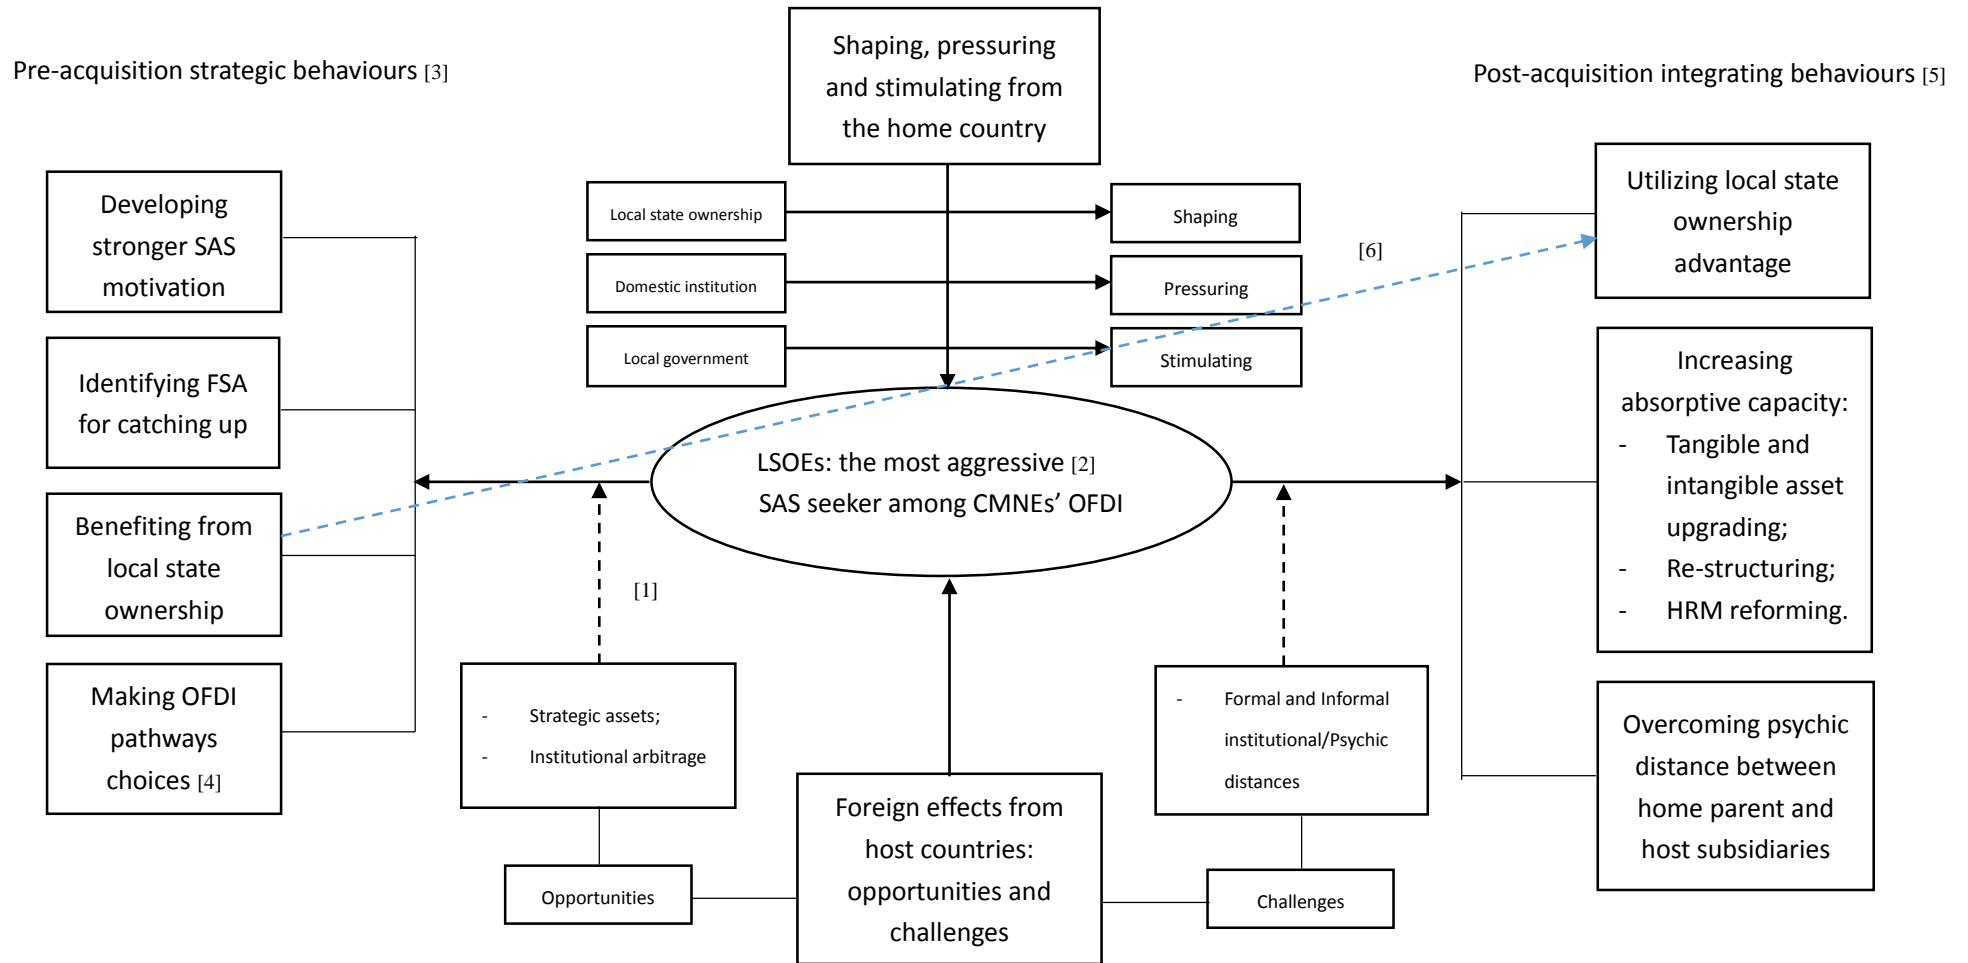 Pre-acquisition strategic behaviours [3]
Shaping, pressuring
and stimulating from
the home country
Post-acquisition integrating behaviours [5]
Developing
stronger SAS
motivation
Identifying FSA
for catching up
Benefiting from
local state
ownership
Making OFDI
pathways
choices [4]
Local state ownership
Shaping
Domestic institution
Pressuring
Local government
Stimulating
[6]
LSOEs: the most aggressive [2]
SAS seeker among CMNEs' OFDI
[1]
- Strategic assets;
- Institutional arbitrage
Opportunities
Foreign effects from
host countries:
opportunities and
challenges
- Formal and Informal
institutional/Psychic
distances
Challenges
Utilizing local state
ownership
advantage
Increasing
absorptive capacity:
- Tangible and
intangible asset
upgrading;
- Re-structuring;
- HRM reforming.
Overcoming psychic
distance between
home parent and
host subsidiaries